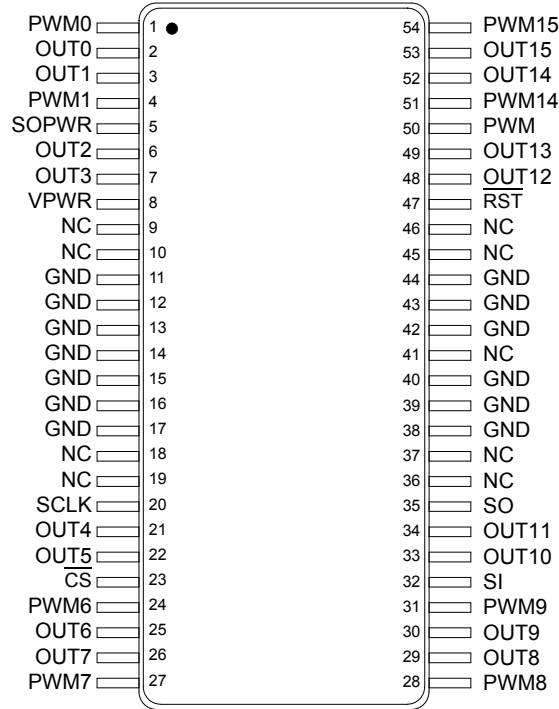 PWM0 1 54 PWM15
OUT0 2 53 OUT15
OUT1 3 52 OUT14
PWM1 4 51 PWM14
SOPWR 5 50 PWM
OUT2 6 49 OUT13
OUT3 7 48 OUT12
VPWR 8 47 RST
NC 9 46 NC
NC 10 45 NC
GND 11 44 GND
GND 12 43 GND
GND 13 42 GND
GND 14 41 NC
GND 15 40 GND
GND 16 39 GND
GND 17 38 GND
NC 18 37 NC
NC 19 36 NC
SCLK 20 35 SO
OUT4 21 34 OUT11
OUT5 22 33 OUT10
CS 23 32 SI
PWM6 24 31 PWM9
OUT6 25 30 OUT9
OUT7 26 29 OUT8
PWM7 27 28 PWM8